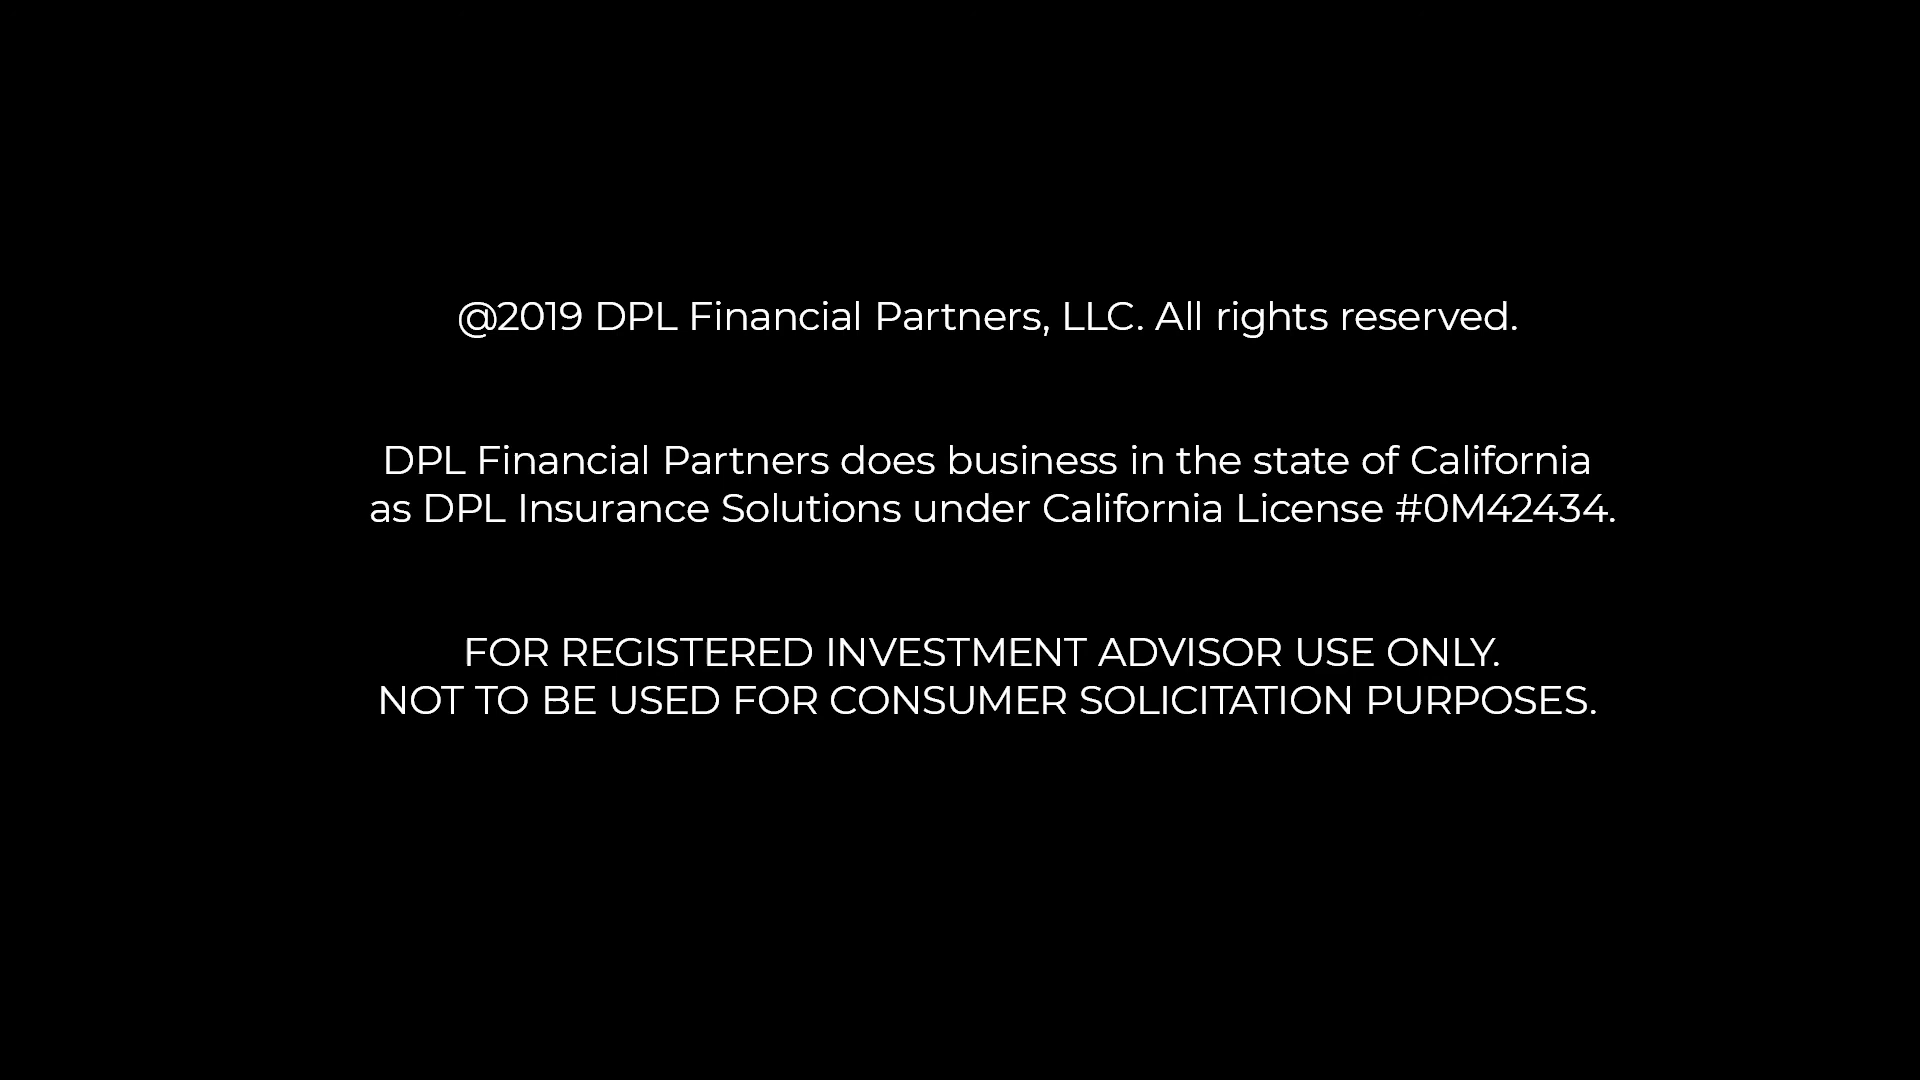 @2019 DPL Financial Partners, LLC. All rights reserved.
DPL Financial Partners does business in the state of California
as DPL Insurance Solutions under California License #0M42434.
FOR REGISTERED INVESTMENT ADVISOR USE ONLY.
NOT TO BE USED FOR CONSUMER SOLICITATION PURPOSES.